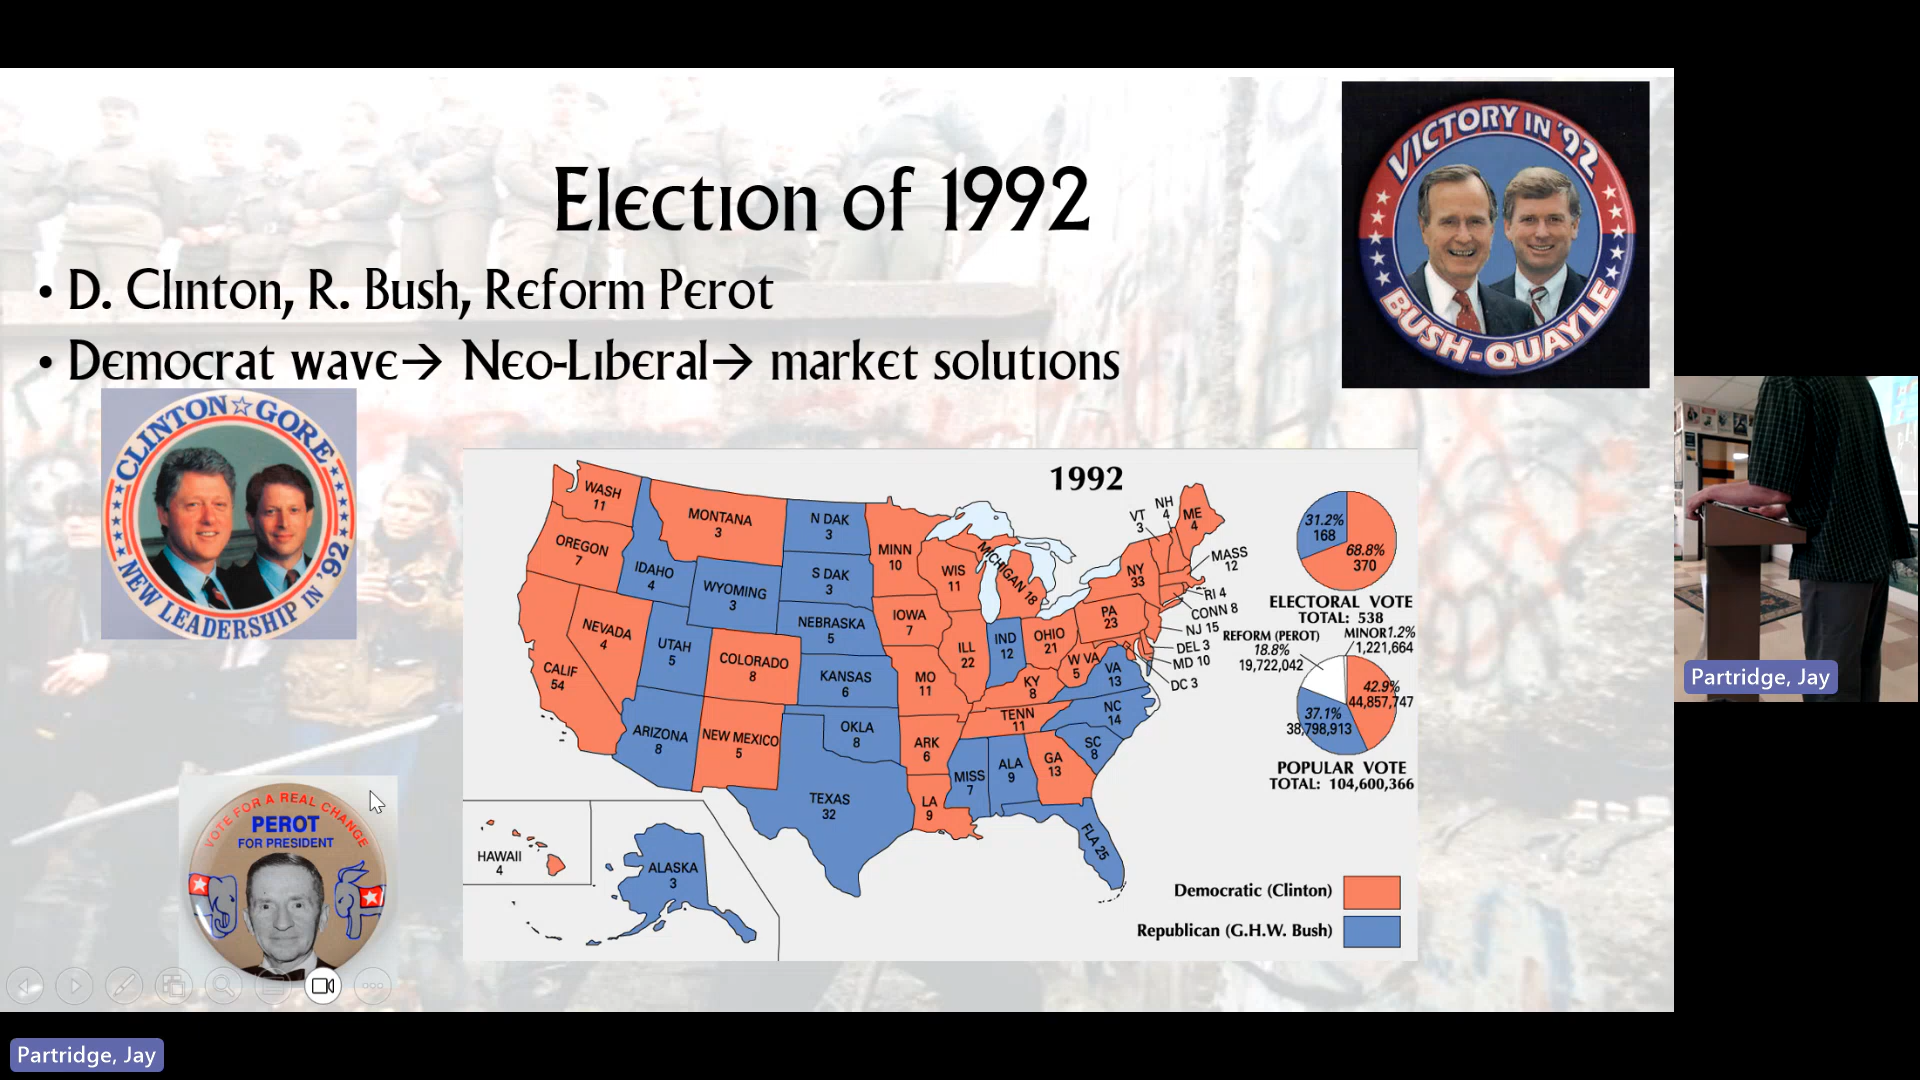 Election of 1992
• D. Clinton, R. Bush, Reform Perot
• Democrat wave→ Neo-Liberal→ market solutions
VICTORY IN '92
BUSH-QUAYLE
CLINTON☆GORE
NEW LEADERSHIP IN '92
VOTE FOR A REAL CHANGE
PEROT
FOR PRESIDENT
1992
WASH
11
OREGON
7
CALIF
54
NEVADA
4
IDAHO
4
MONTANA
3
WYOMING
3
UTAH
5
ARIZONA
8
COLORADO
8
NEW MEXICO
5
N DAK
3
S DAK
3
NEBRASKA
5
KANSAS
6
OKLA
8
TEXAS
32
MINN
10
IOWA
7
MO
11
ARK
6
LA
9
WIS
11
ILL
22
MICHIGAN 18
IND
12
OHIO
21
KY
8
TENN
11
MISS
7
ALA
9
GA
13
FLA 25
SC
8
NC
14
VA
13
W VA
5
PA
23
NY
33
VT
3
NH
4
ME
4
MASS
12
RI 4
CONN 8
NJ 15
DEL 3
MD 10
DC 3
HAWAII
4
ALASKA
3
31.2%
168
68.8%
370
ELECTORAL VOTE
TOTAL: 538
REFORM (PEROT)
18.8%
19,722,042
MINOR 1.2%
1,221,664
42.9%
44,857,747
37.1%
38,798,913
POPULAR VOTE
TOTAL: 104,600,366
Democratic (Clinton)
Republican (G.H.W. Bush)
Partridge, Jay
Partridge, Jay